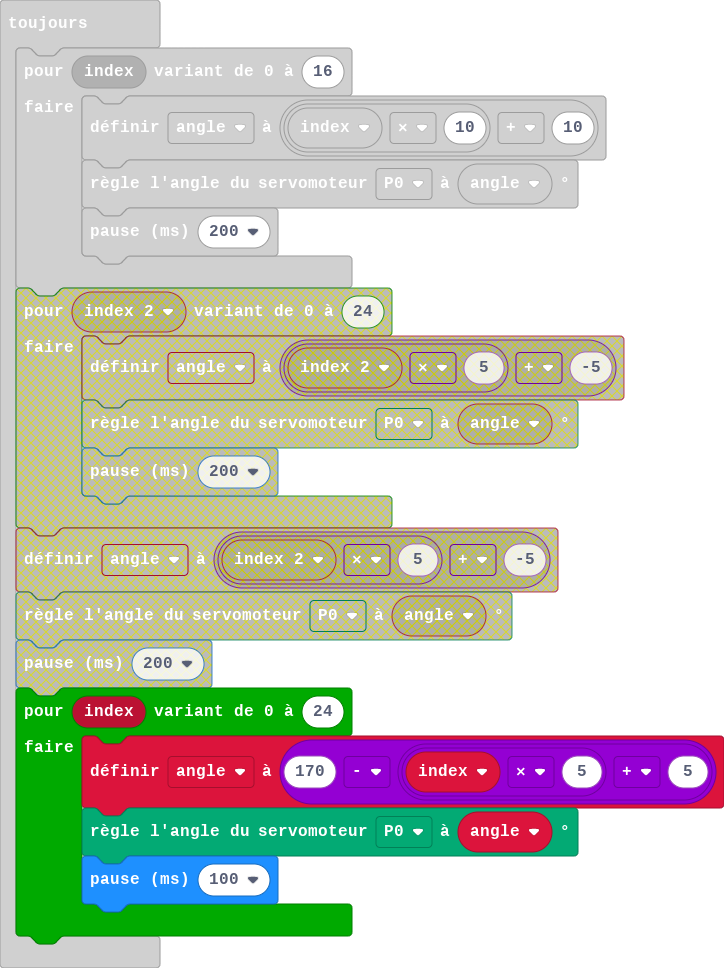 toujours
pour index variant de 0 à 16
faire
définir angle à index × 10 + 10
règle l'angle du servomoteur P0 à angle °
pause (ms) 200
pour index 2 variant de 0 à 24
faire
définir angle à index 2 × 5 + -5
règle l'angle du servomoteur P0 à angle °
pause (ms) 200
définir angle à index 2 × 5 + -5
règle l'angle du servomoteur P0 à angle °
pause (ms) 200
pour index variant de 0 à 24
faire
définir angle à 170 - index × 5 + 5
règle l'angle du servomoteur P0 à angle °
pause (ms) 100